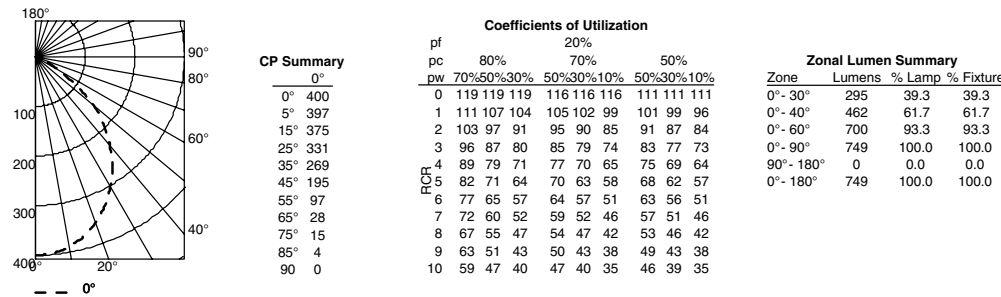 180°
90°
80°
60°
40°
20°
0°
100
200
300
400
0°
CP Summary
0°
0° 400
5° 397
15° 375
25° 331
35° 269
45° 195
55° 97
65° 28
75° 15
85° 4
90 0
Coefficients of Utilization
pf 20%
pc 80% 70% 50%
pw 70%50%30% 50%30%10% 50%30%10%
RCR
0 119 119 119 116 116 116 111 111 111
1 111 107 104 105 102 99 101 99 96
2 103 97 91 95 90 85 91 87 84
3 96 87 80 85 79 74 83 77 73
4 89 79 71 77 70 65 75 69 64
5 82 71 64 70 63 58 68 62 57
6 77 65 57 64 57 51 63 56 51
7 72 60 52 59 52 46 57 51 46
8 67 55 47 54 47 42 53 46 42
9 63 51 43 50 43 38 49 43 38
10 59 47 40 47 40 35 46 39 35
Zonal Lumen Summary
Zone Lumens % Lamp % Fixture
0°- 30° 295 39.3 39.3
0°- 40° 462 61.7 61.7
0°- 60° 700 93.3 93.3
0°- 90° 749 100.0 100.0
90°- 180° 0 0.0 0.0
0°- 180° 749 100.0 100.0